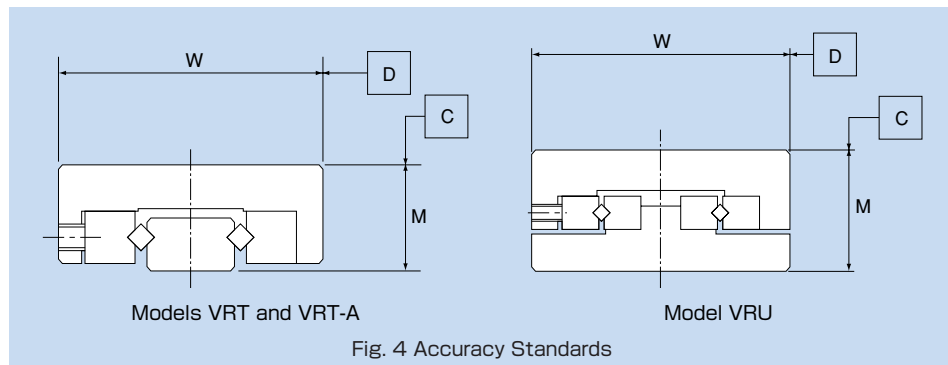 W
D
C
M
Models VRT and VRT-A
W
D
C
M
Model VRU
Fig. 4 Accuracy Standards